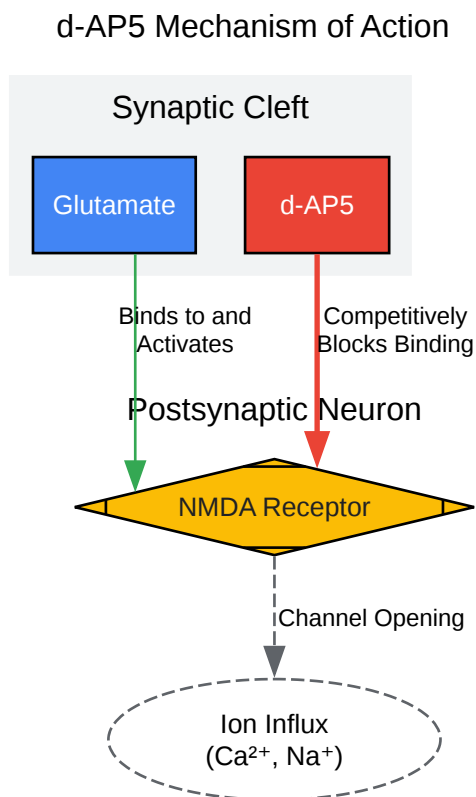 d-AP5 Mechanism of Action
Synaptic Cleft
Glutamate
d-AP5
Binds to and
Activates
Competitively
Blocks Binding
Postsynaptic Neuron
NMDA Receptor
Channel Opening
Ion Influx
(Ca²⁺, Na⁺)